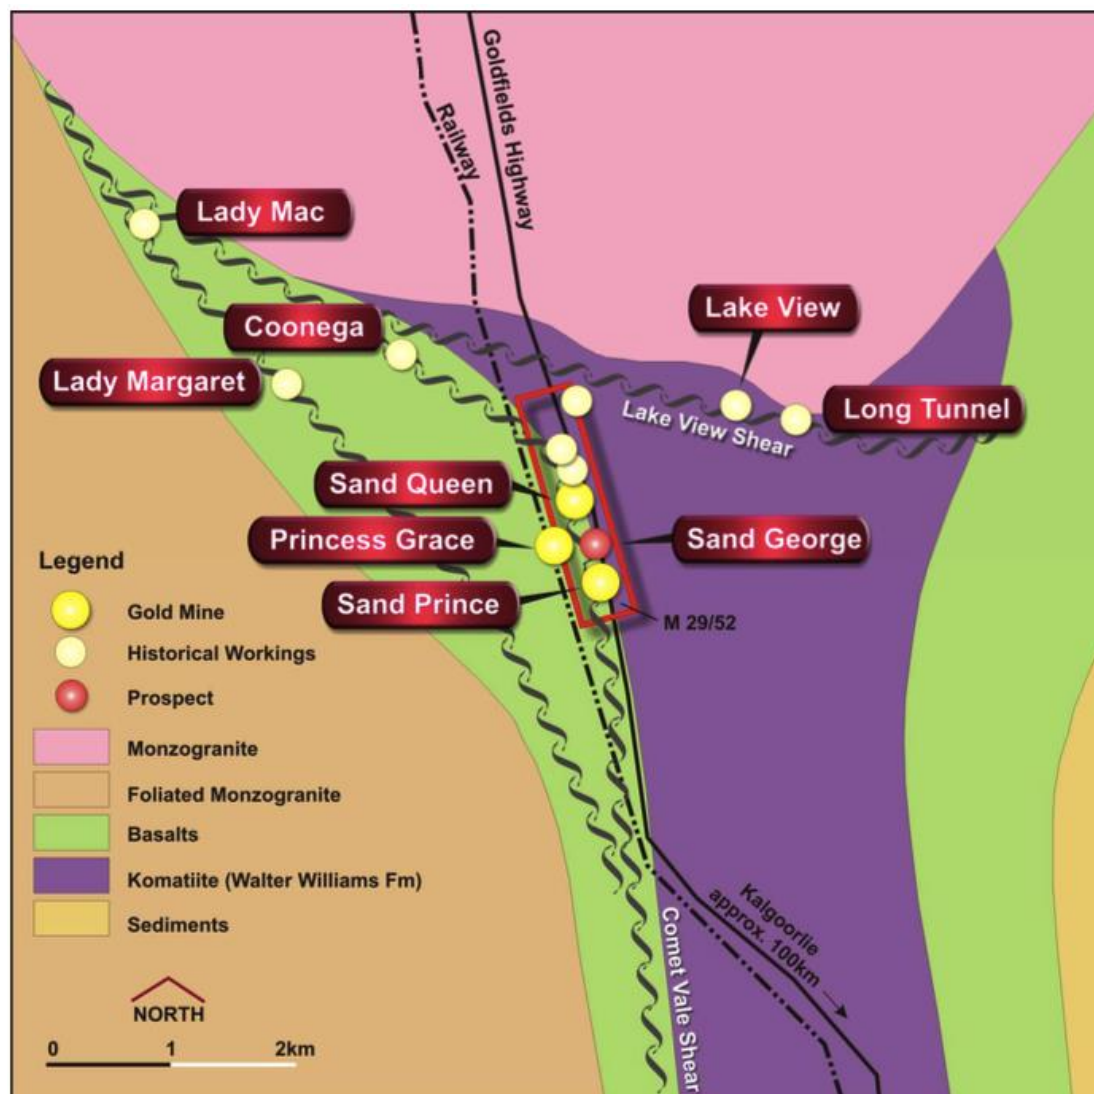 Goldfields Highway
Railway
Lady Mac
Coonega
Lady Margaret
Lake View
Long Tunnel
Lake View Shear
Sand Queen
Princess Grace
Sand Prince
Sand George
M 29/52
Legend
Gold Mine
Historical Workings
Prospect
Monzogranite
Foliated Monzogranite
Basalts
Komatiite (Walter Williams Fm)
Sediments
Kalgoorlie
approx. 100km
Comet Vale Shear
NORTH
0 1 2km